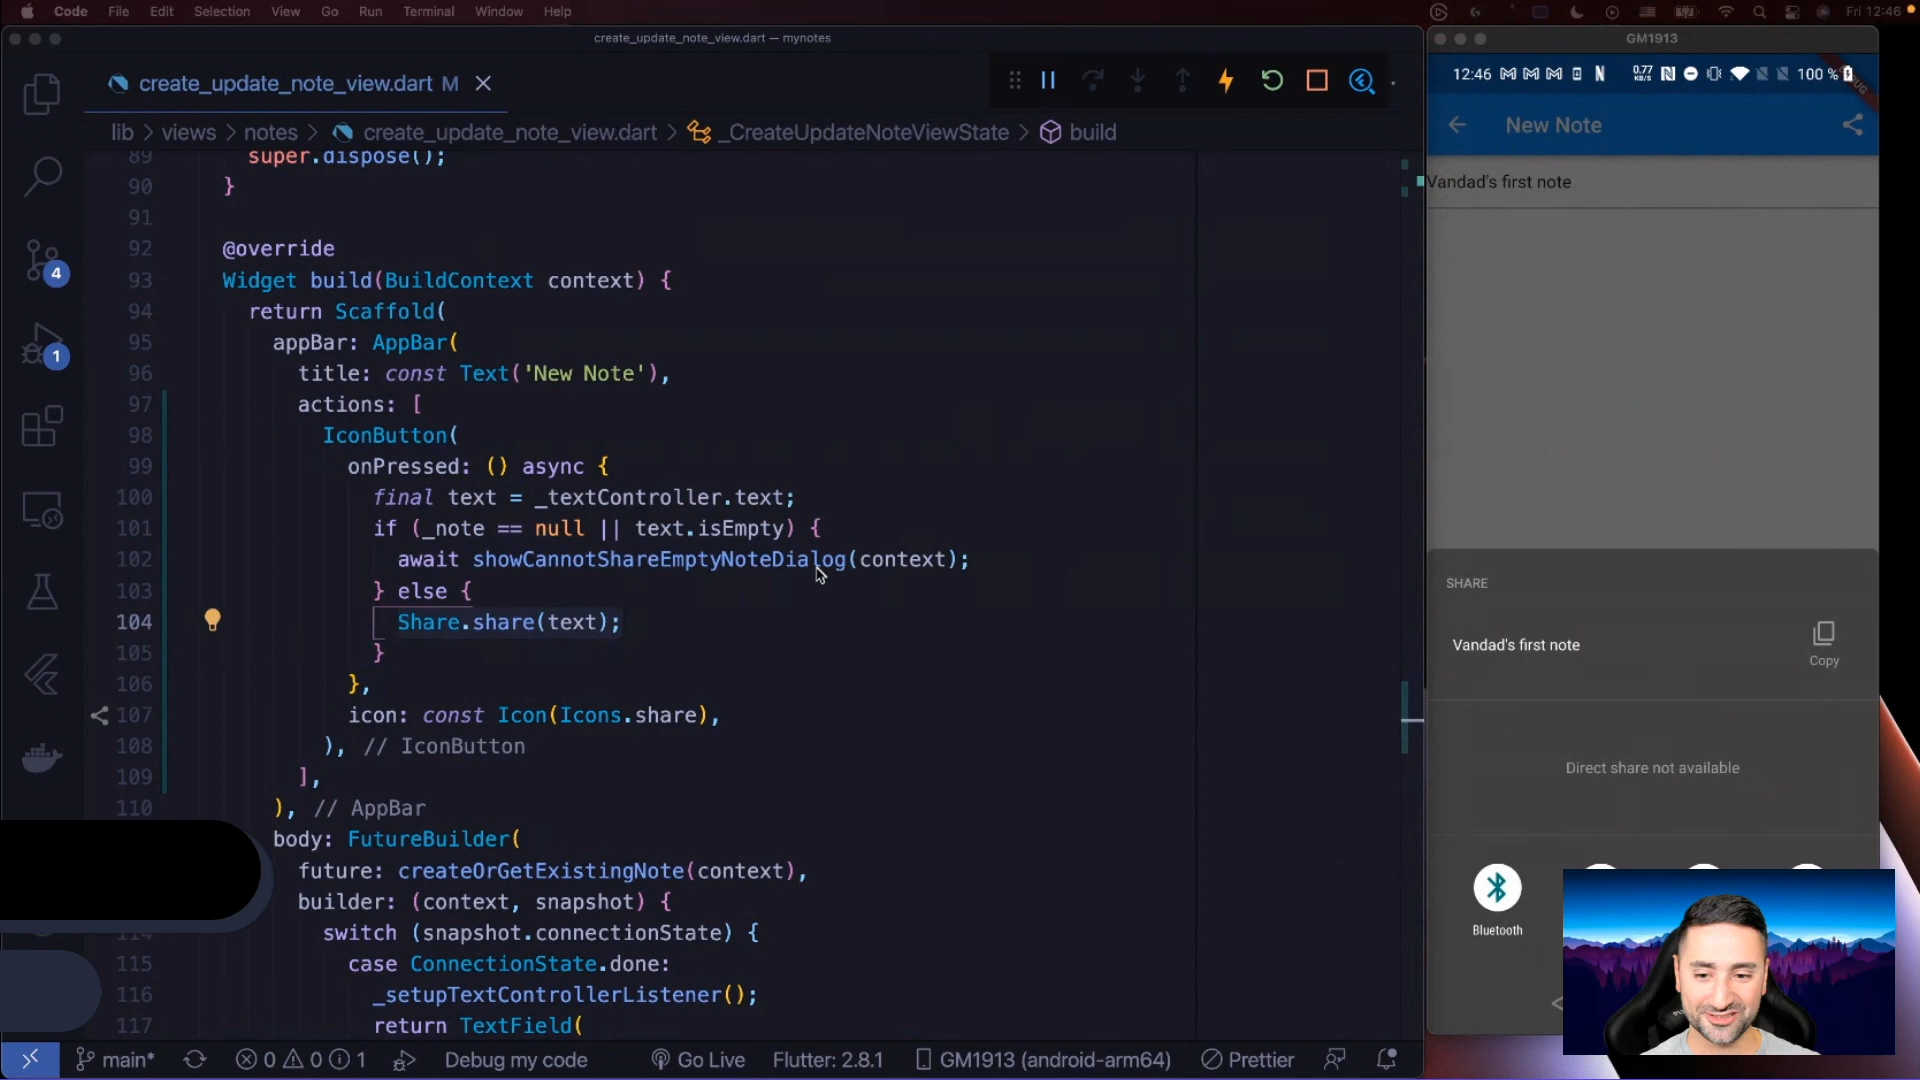 Code File Edit Selection View Go Run Terminal Window Help
Fri 12:46
create_update_note_view.dart — mynotes
create_update_note_view.dart M
lib > views > notes > create_update_note_view.dart > _CreateUpdateNoteViewState > build
89 super.dispose();
90 }
91
92 @override
93 Widget build(BuildContext context) {
94 return Scaffold(
95 appBar: AppBar(
96 title: const Text('New Note'),
97 actions: [
98 IconButton(
99 onPressed: () async {
100 final text = _textController.text;
101 if (_note == null || text.isEmpty) {
102 await showCannotShareEmptyNoteDialog(context);
103 } else {
104 Share.share(text);
105 }
106 },
107 icon: const Icon(Icons.share),
108 ), // IconButton
109 ],
110 ), // AppBar
body: FutureBuilder(
future: createOrGetExistingNote(context),
builder: (context, snapshot) {
switch (snapshot.connectionState) {
115 case ConnectionState.done:
116 _setupTextControllerListener();
117 return TextField(
4
1
main* 0 0 1 Debug my code Go Live Flutter: 2.8.1 GM1913 (android-arm64) Prettier
GM1913
12:46 0.77 KB/S 100 %
New Note
Vandad's first note
SHARE
Vandad's first note
Copy
Direct share not available
Bluetooth